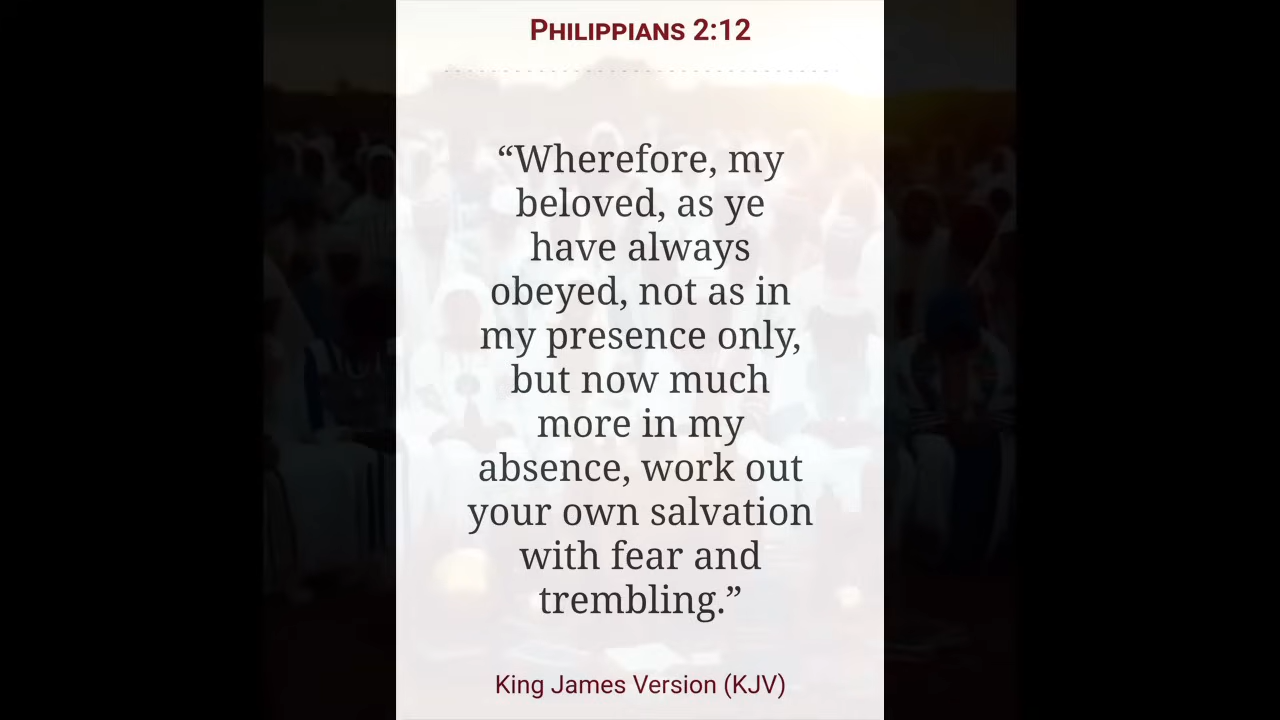 Philippians 2:12
“Wherefore, my
beloved, as ye
have always
obeyed, not as in
my presence only,
but now much
more in my
absence, work out
your own salvation
with fear and
trembling.”
King James Version (KJV)